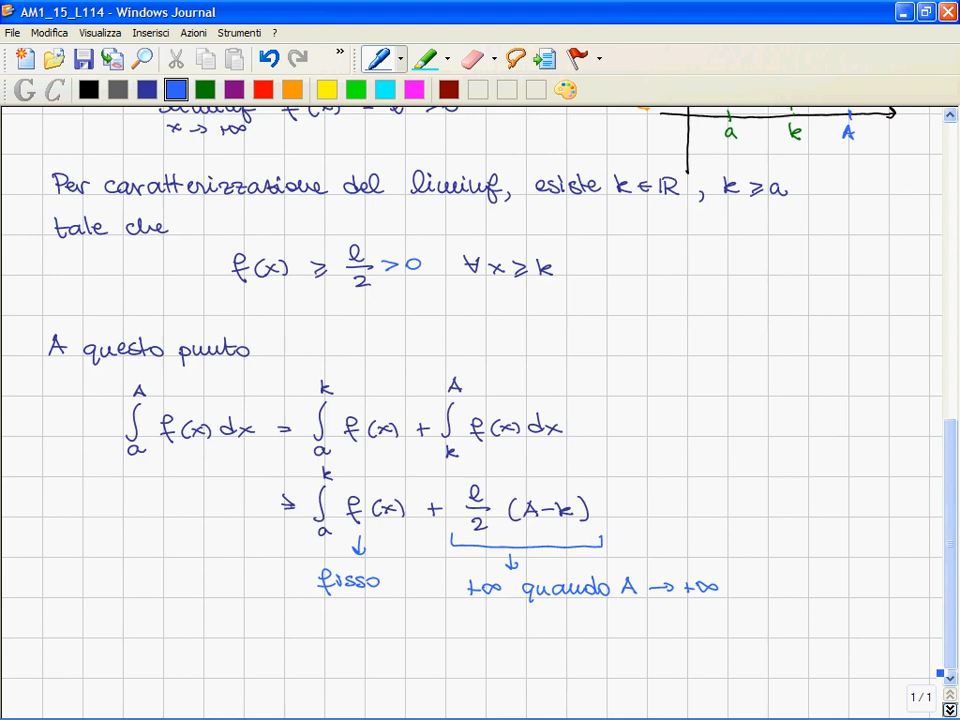 AM1_15_L114 - Windows Journal
File Modifica Visualizza Inserisci Azioni Strumenti ?
G C
x → +∞
a k A
Per caratterizzazione del liminf, esiste k ∈ ℝ, k ≥ a
tale che
f(x) ≥ l/2 > 0 ∀ x ≥ k
A questo punto
∫_a^A f(x) dx = ∫_a^k f(x) + ∫_k^A f(x) dx
≥ ∫_a^k f(x) + l/2 (A-k)
fisso
+∞ quando A → +∞
1 / 1